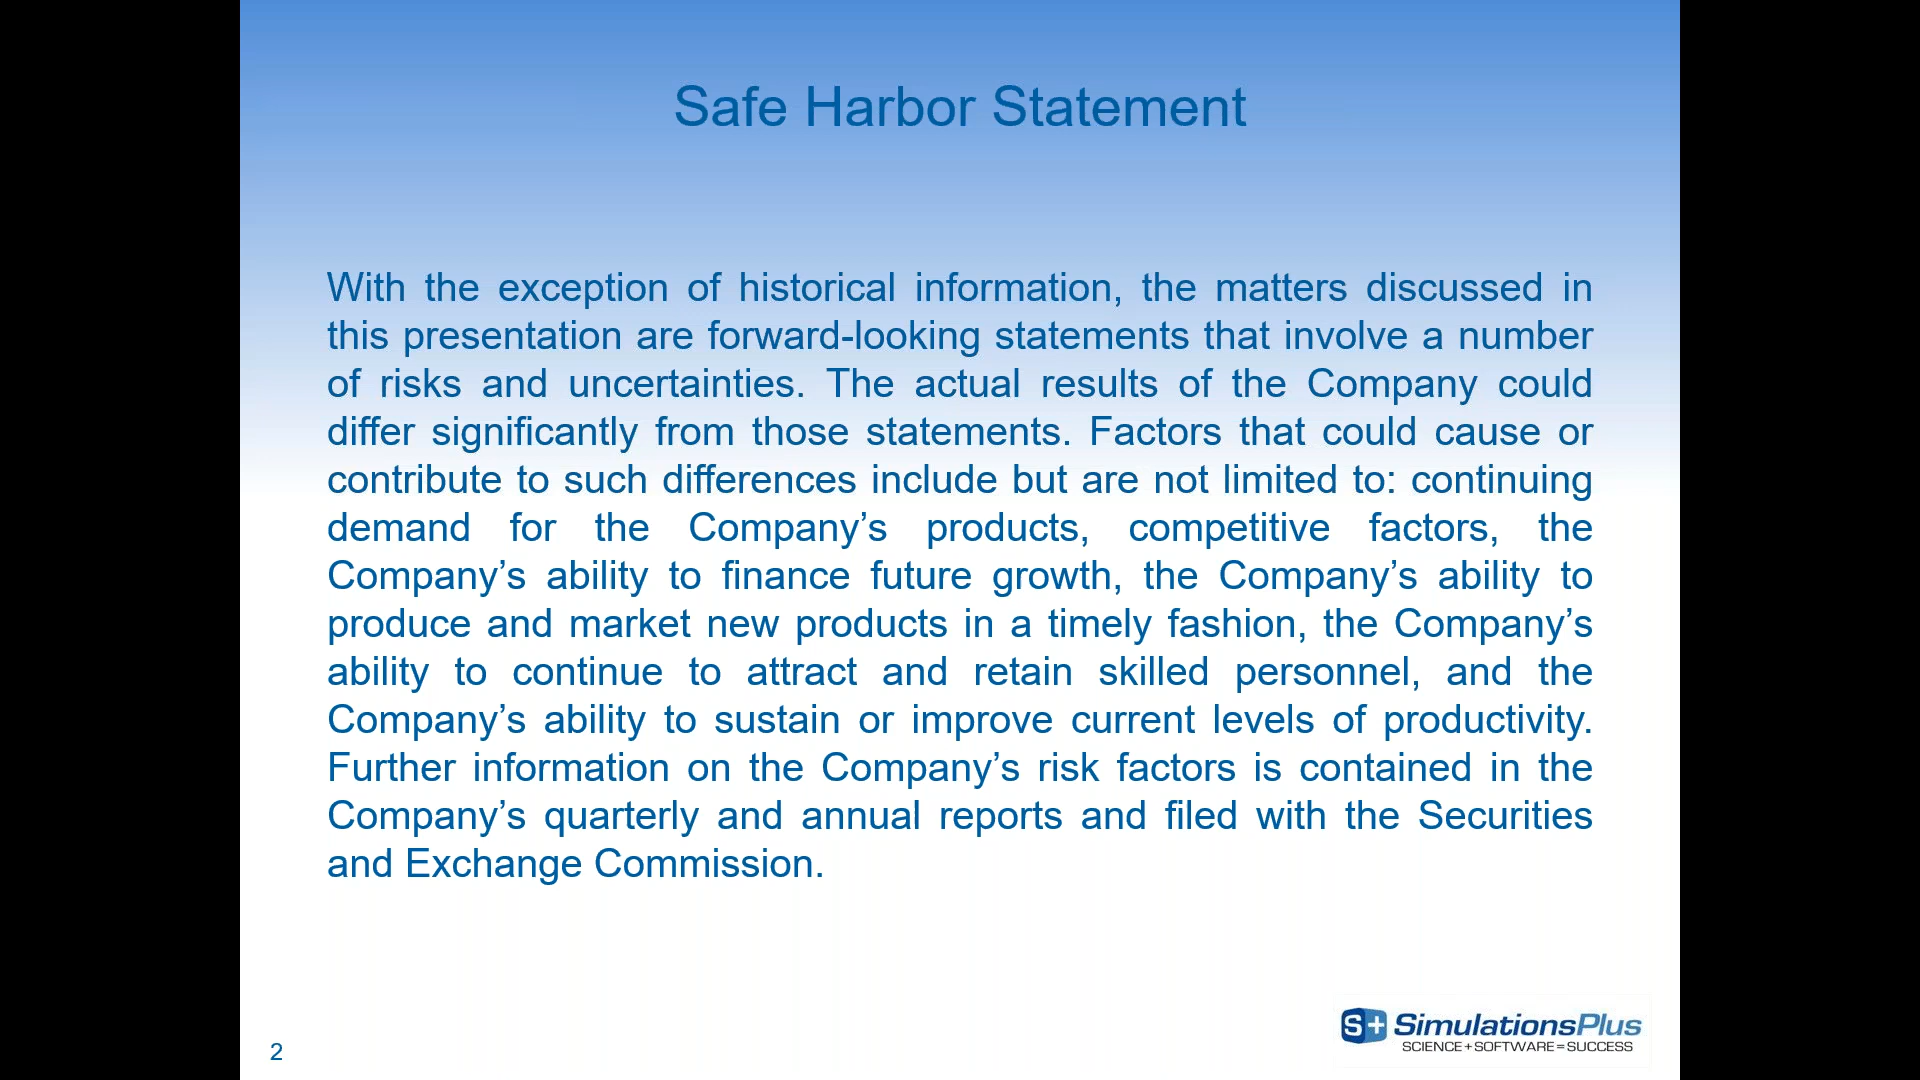 Safe Harbor Statement
With the exception of historical information, the matters discussed in
this presentation are forward-looking statements that involve a number
of risks and uncertainties. The actual results of the Company could
differ significantly from those statements. Factors that could cause or
contribute to such differences include but are not limited to: continuing
demand for the Company’s products, competitive factors, the
Company’s ability to finance future growth, the Company’s ability to
produce and market new products in a timely fashion, the Company’s
ability to continue to attract and retain skilled personnel, and the
Company’s ability to sustain or improve current levels of productivity.
Further information on the Company’s risk factors is contained in the
Company’s quarterly and annual reports and filed with the Securities
and Exchange Commission.
S+ SimulationsPlus
SCIENCE+SOFTWARE=SUCCESS
2